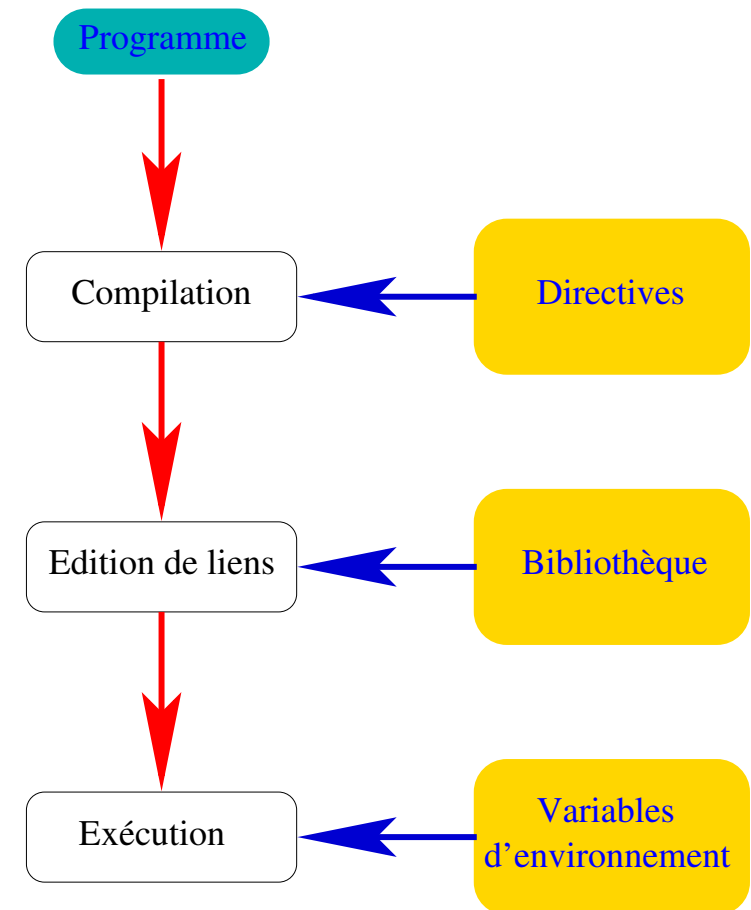 Programme
Compilation
Directives
Edition de liens
Bibliothèque
Exécution
Variables
d'environnement